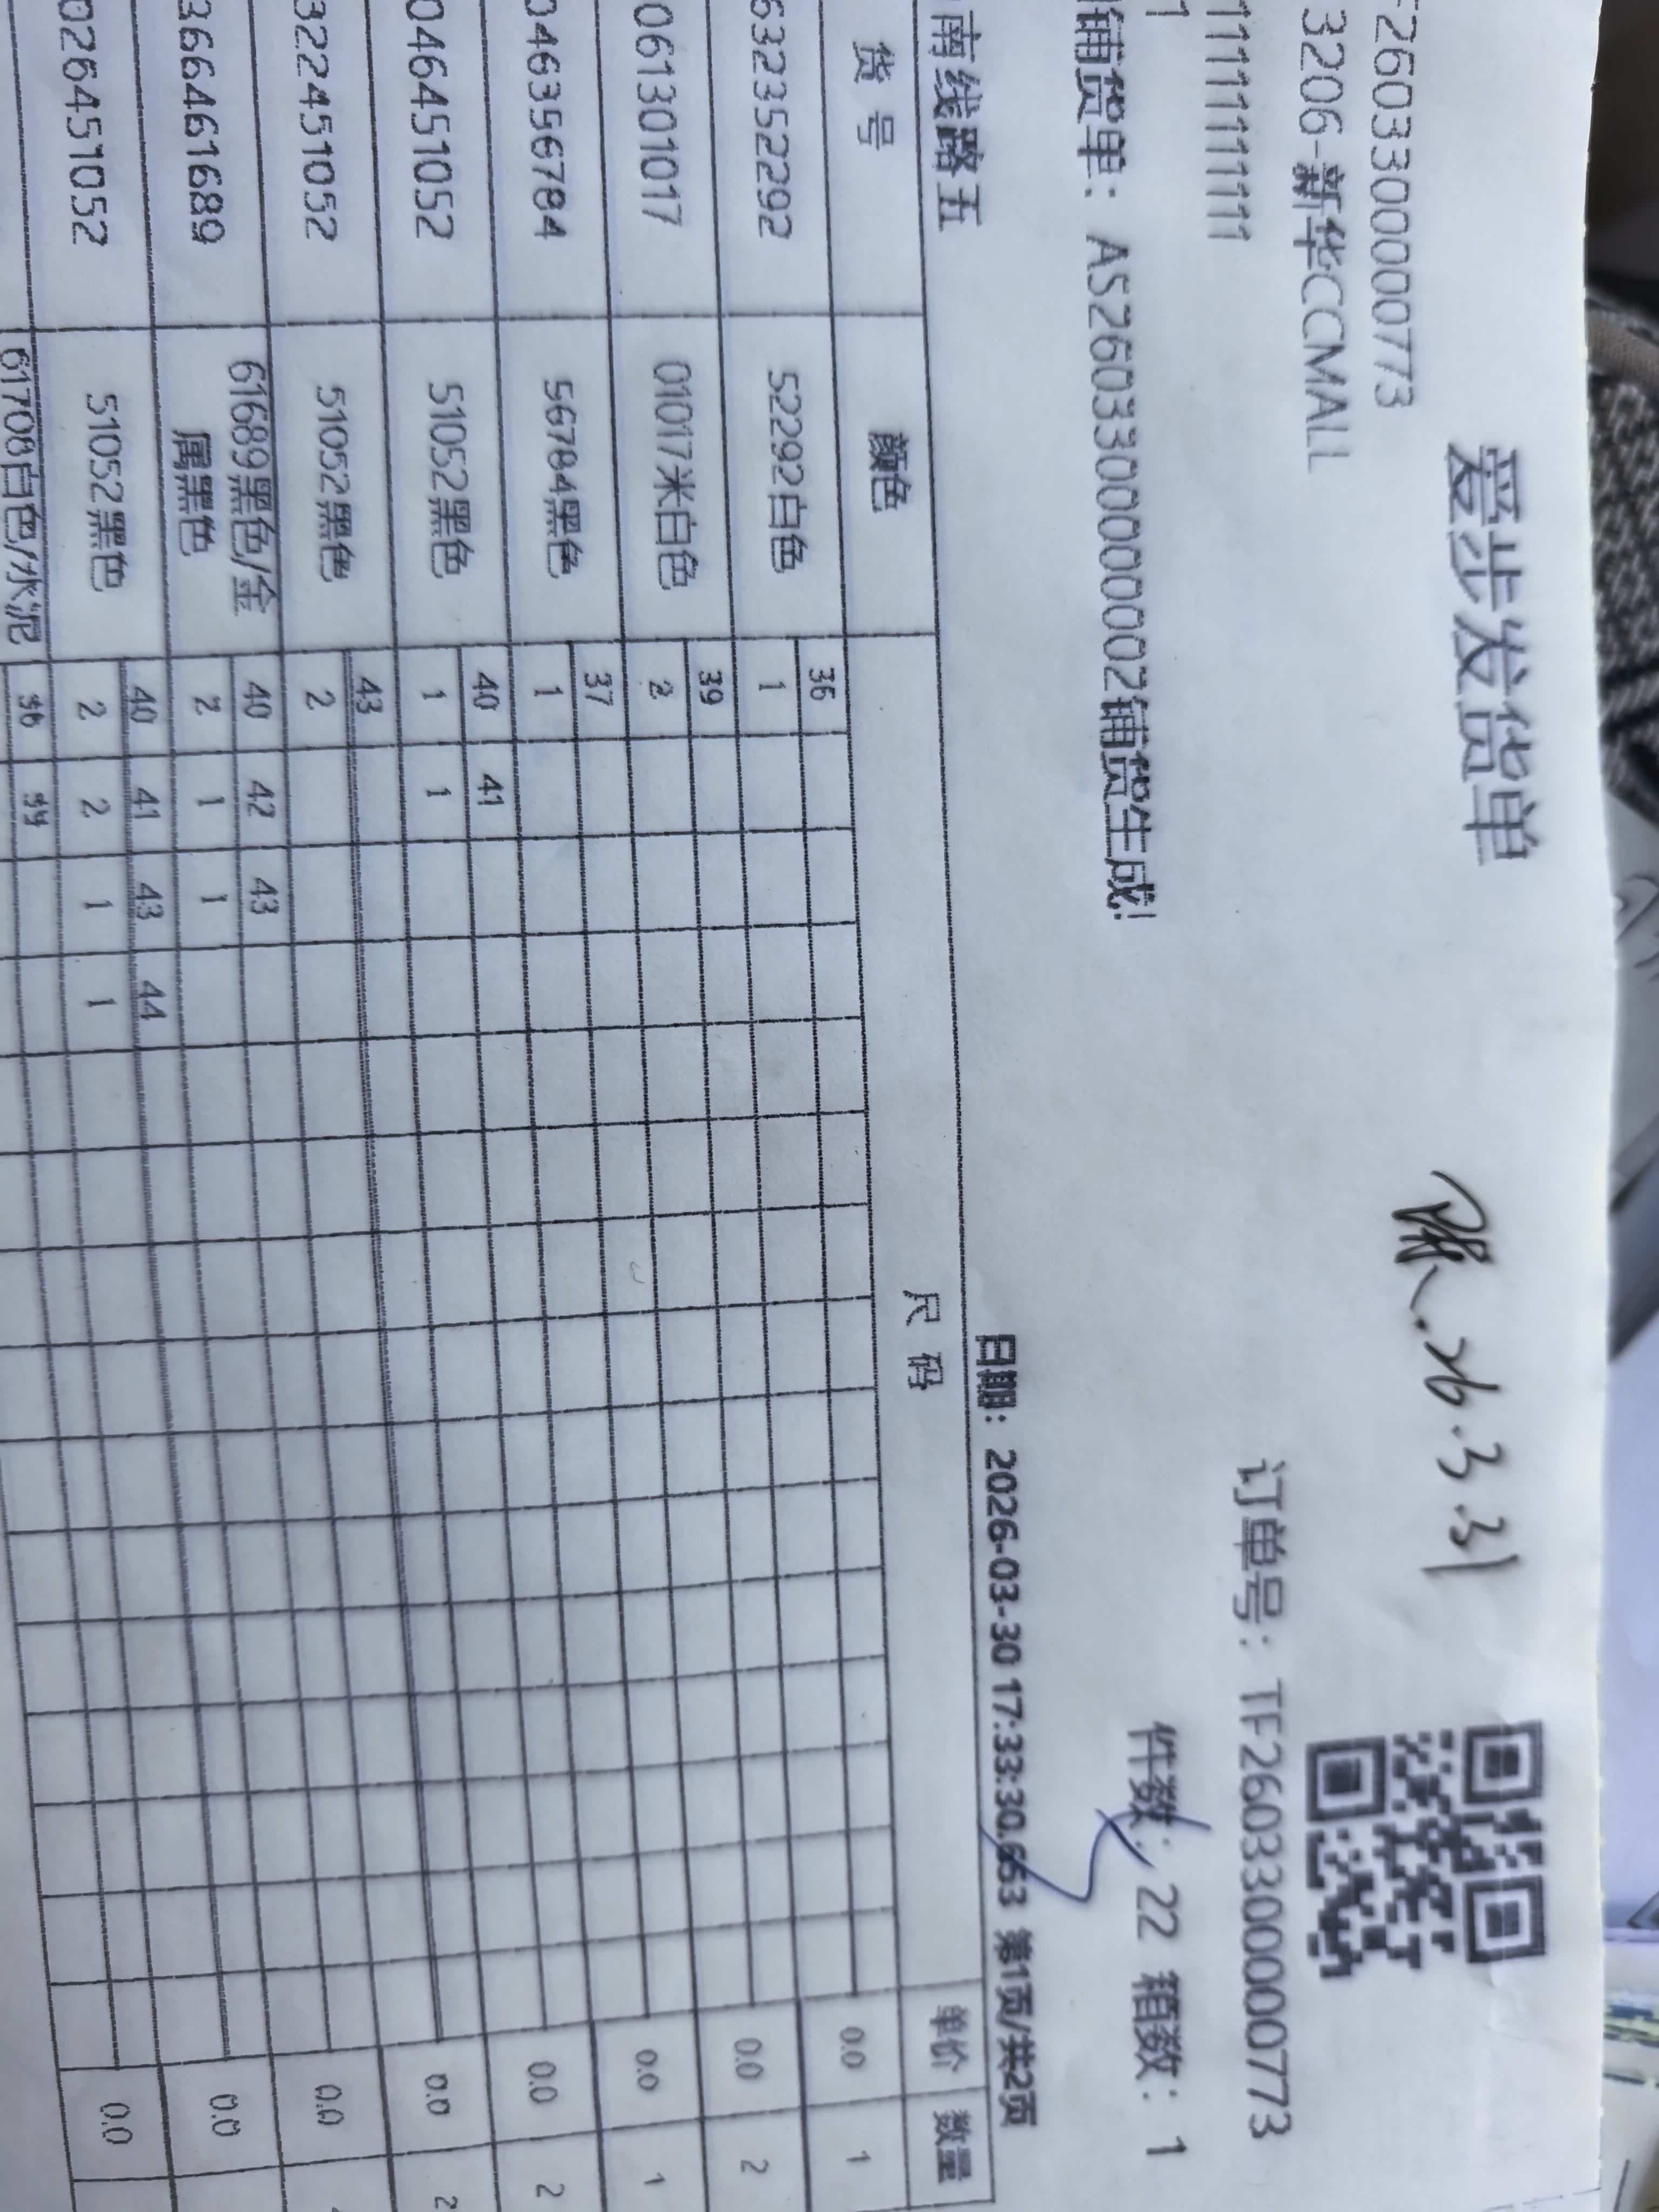 爱步发货单
26033000000773
3206-新华CCMALL
.26.3.31
1111111111111
订单号：TF26033000000773
1
铺货单：AS26033000000002铺货生成!
件数：22 箱数：1
南线路五
日期：2026-03-30 17:33:30.653 第1页/共2页
货号 颜色 尺码 单价 数量
36
632352292 52292白色 1 0.0 1
39
061301017 01017米白色 2 0.0 2
37
046356784 56784黑色 1 0.0 1
40 41
0464451052 51052黑色 1 1 0.0 2
43
322451052 51052黑色 2 0.0 2
40 42 43
366461689 61689黑色/金属黑色 2 1 1 0.0
40 41 43 44
0264451052 51052黑色 2 2 1 1 0.0
61708白色/水泥